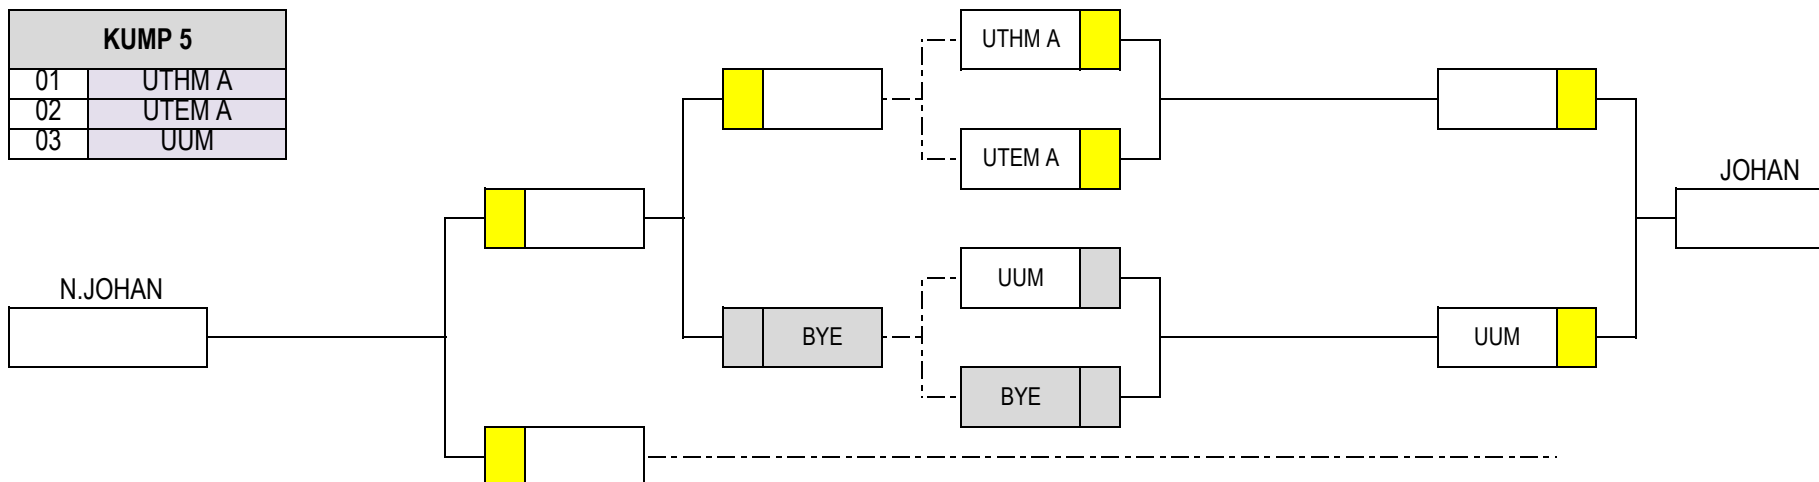 KUMP 5
01 UTHM A
02 UTEM A
03 UUM
UTHM A
UTEM A
JOHAN
UUM
N.JOHAN
BYE
UUM
BYE